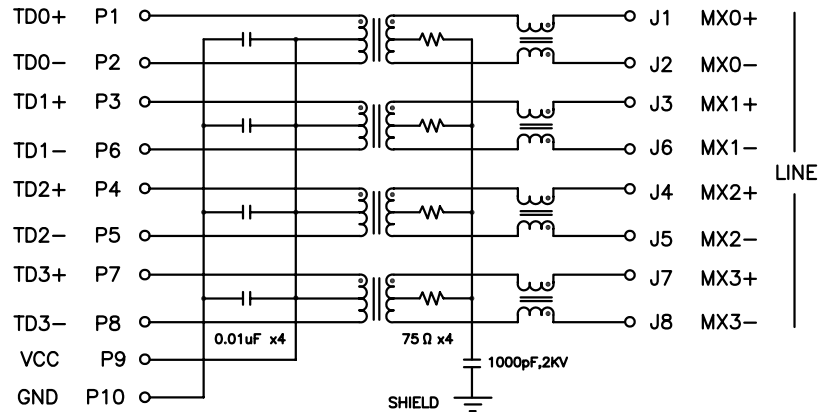 TD0+ P1 J1 MX0+
TD0- P2 J2 MX0-
TD1+ P3 J3 MX1+
TD1- P6 J6 MX1-
LINE
TD2+ P4 J4 MX2+
TD2- P5 J5 MX2-
TD3+ P7 J7 MX3+
TD3- P8 J8 MX3-
0.01uF x4 75Ω x4
VCC P9 1000pF,2KV
GND P10 SHIELD